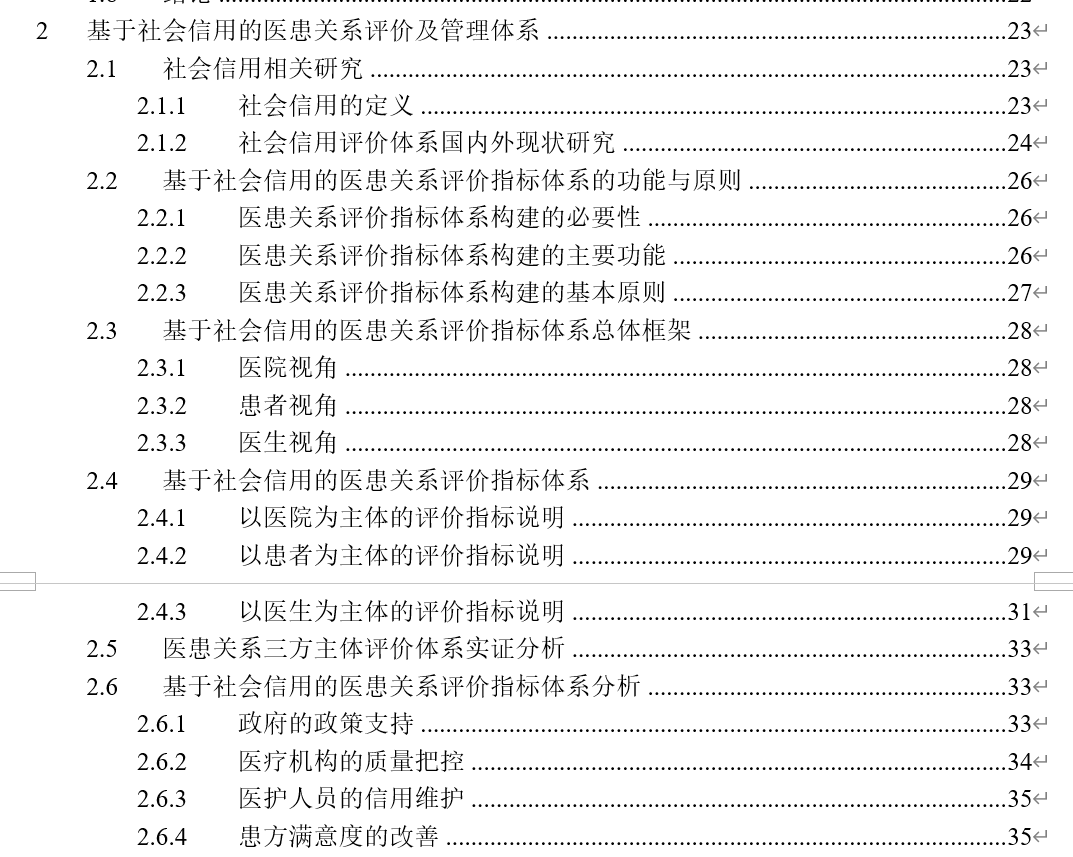 2 基于社会信用的医患关系评价及管理体系 ........ 23
2.1 社会信用相关研究 ........ 23
2.1.1 社会信用的定义 ........ 23
2.1.2 社会信用评价体系国内外现状研究 ........ 24
2.2 基于社会信用的医患关系评价指标体系的功能与原则 ........ 26
2.2.1 医患关系评价指标体系构建的必要性 ........ 26
2.2.2 医患关系评价指标体系构建的主要功能 ........ 26
2.2.3 医患关系评价指标体系构建的基本原则 ........ 27
2.3 基于社会信用的医患关系评价指标体系总体框架 ........ 28
2.3.1 医院视角 ........ 28
2.3.2 患者视角 ........ 28
2.3.3 医生视角 ........ 28
2.4 基于社会信用的医患关系评价指标体系 ........ 29
2.4.1 以医院为主体的评价指标说明 ........ 29
2.4.2 以患者为主体的评价指标说明 ........ 29
2.4.3 以医生为主体的评价指标说明 ........ 31
2.5 医患关系三方主体评价体系实证分析 ........ 33
2.6 基于社会信用的医患关系评价指标体系分析 ........ 33
2.6.1 政府的政策支持 ........ 33
2.6.2 医疗机构的质量把控 ........ 34
2.6.3 医护人员的信用维护 ........ 35
2.6.4 患方满意度的改善 ........ 35